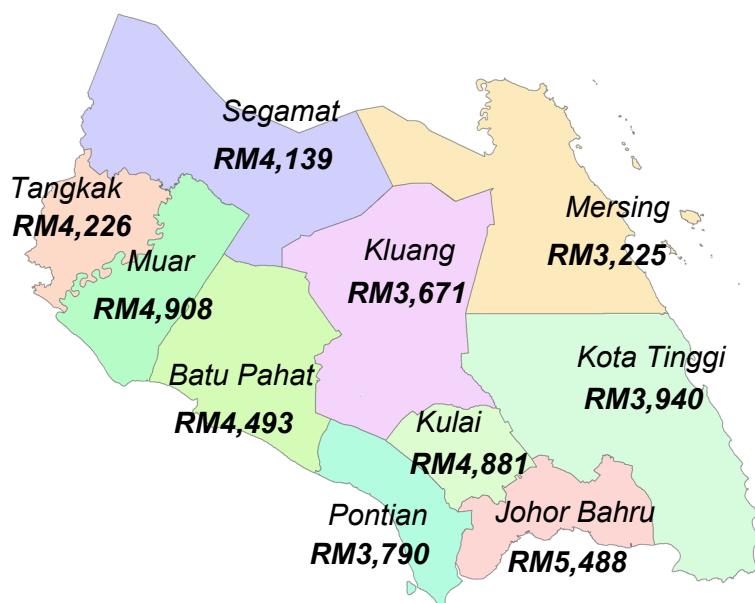 Segamat
RM4,139
Tangkak
RM4,226
Mersing
RM3,225
Muar
RM4,908
Kluang
RM3,671
Batu Pahat
RM4,493
Kota Tinggi
RM3,940
Kulai
RM4,881
Pontian
RM3,790
Johor Bahru
RM5,488